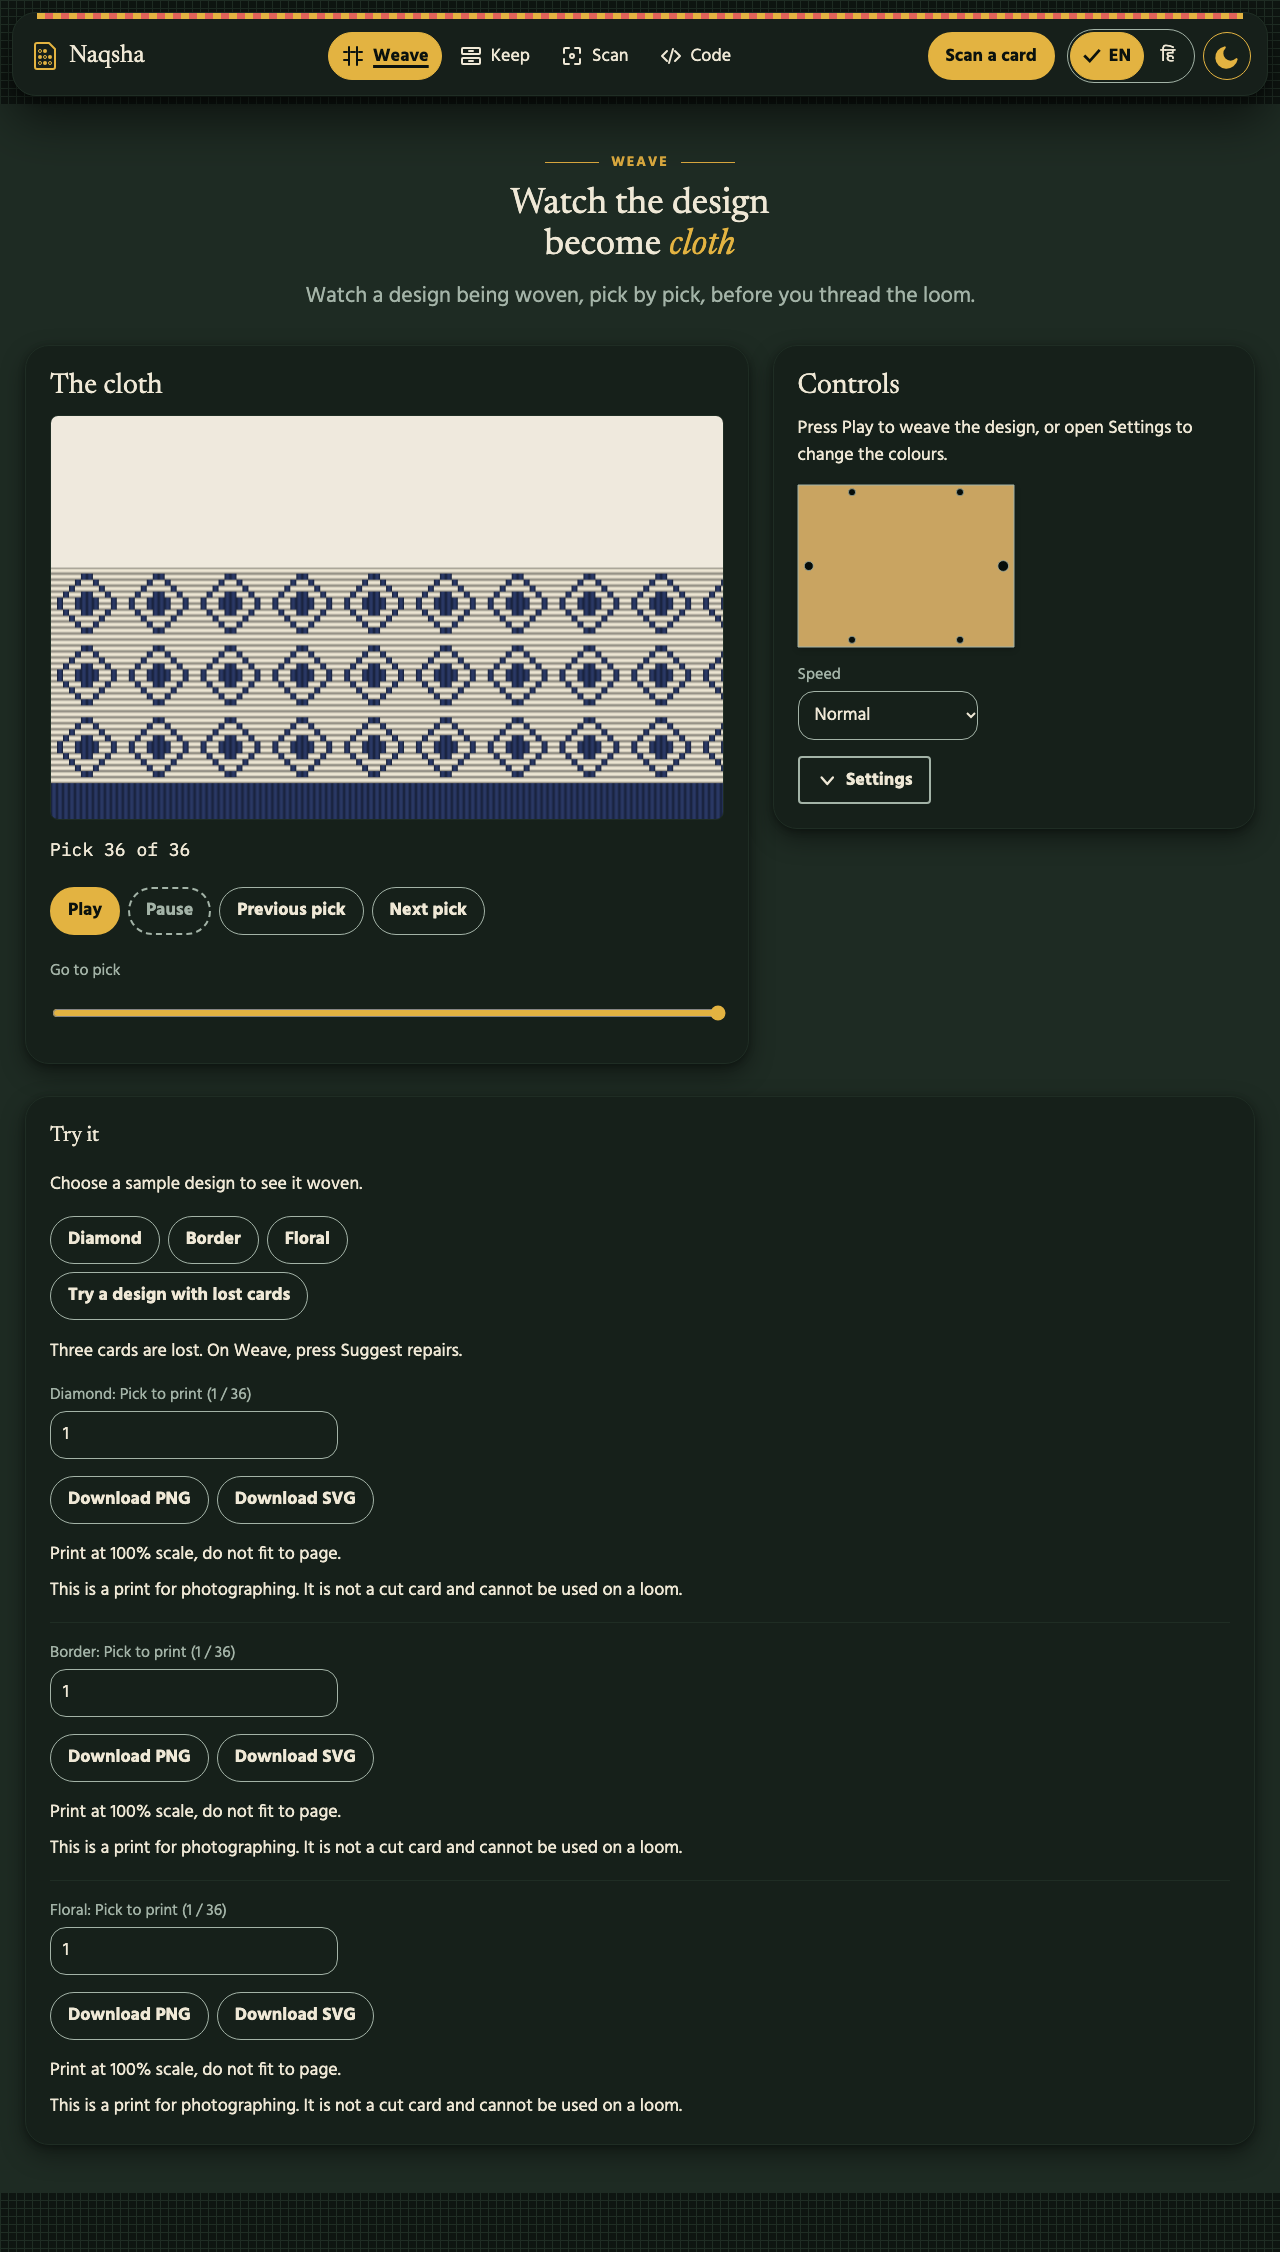 Naqsha
Weave
Keep
Scan
Code
Scan a card
EN
हिं
WEAVE
Watch the design
become cloth
Watch a design being woven, pick by pick, before you thread the loom.
The cloth
Pick 36 of 36
Play
Pause
Previous pick
Next pick
Go to pick
Controls
Press Play to weave the design, or open Settings to
change the colours.
Speed
Normal
Settings
Try it
Choose a sample design to see it woven.
Diamond
Border
Floral
Try a design with lost cards
Three cards are lost. On Weave, press Suggest repairs.
Diamond: Pick to print (1 / 36)
1
Download PNG
Download SVG
Print at 100% scale, do not fit to page.
This is a print for photographing. It is not a cut card and cannot be used on a loom.
Border: Pick to print (1 / 36)
1
Download PNG
Download SVG
Print at 100% scale, do not fit to page.
This is a print for photographing. It is not a cut card and cannot be used on a loom.
Floral: Pick to print (1 / 36)
1
Download PNG
Download SVG
Print at 100% scale, do not fit to page.
This is a print for photographing. It is not a cut card and cannot be used on a loom.